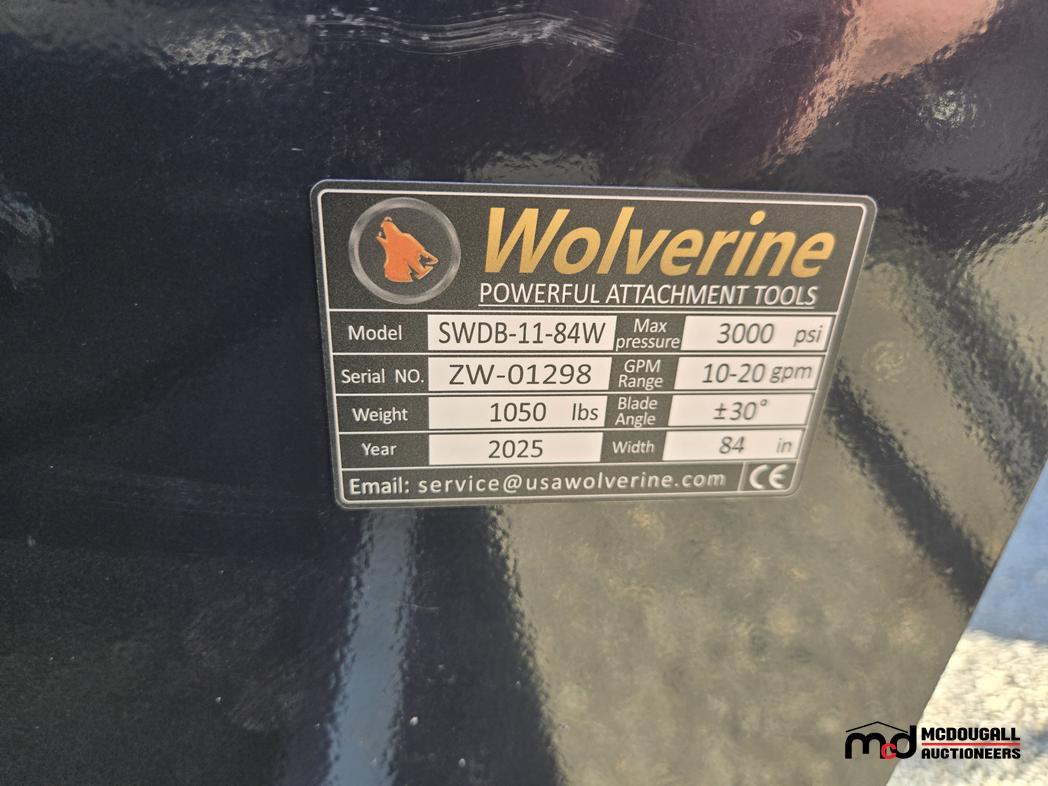 Wolverine
POWERFUL ATTACHMENT TOOLS
Model SWDB-11-84W Max pressure 3000 psi
Serial NO. ZW-01298 GPM Range 10-20 gpm
Weight 1050 lbs Blade Angle ±30°
Year 2025 Width 84 in
Email: service@usawolverine.com CE
mcd MCDOUGALL
AUCTIONEERS